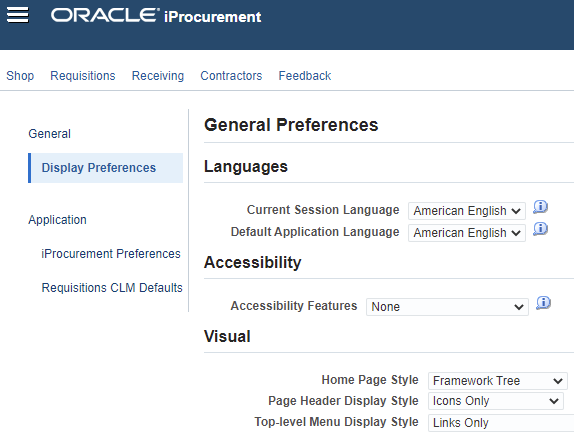 ORACLE iProcurement
Shop Requisitions Receiving Contractors Feedback
General
Display Preferences
Application
iProcurement Preferences
Requisitions CLM Defaults
General Preferences
Languages
Current Session Language American English
Default Application Language American English
Accessibility
Accessibility Features None
Visual
Home Page Style Framework Tree
Page Header Display Style Icons Only
Top-level Menu Display Style Links Only